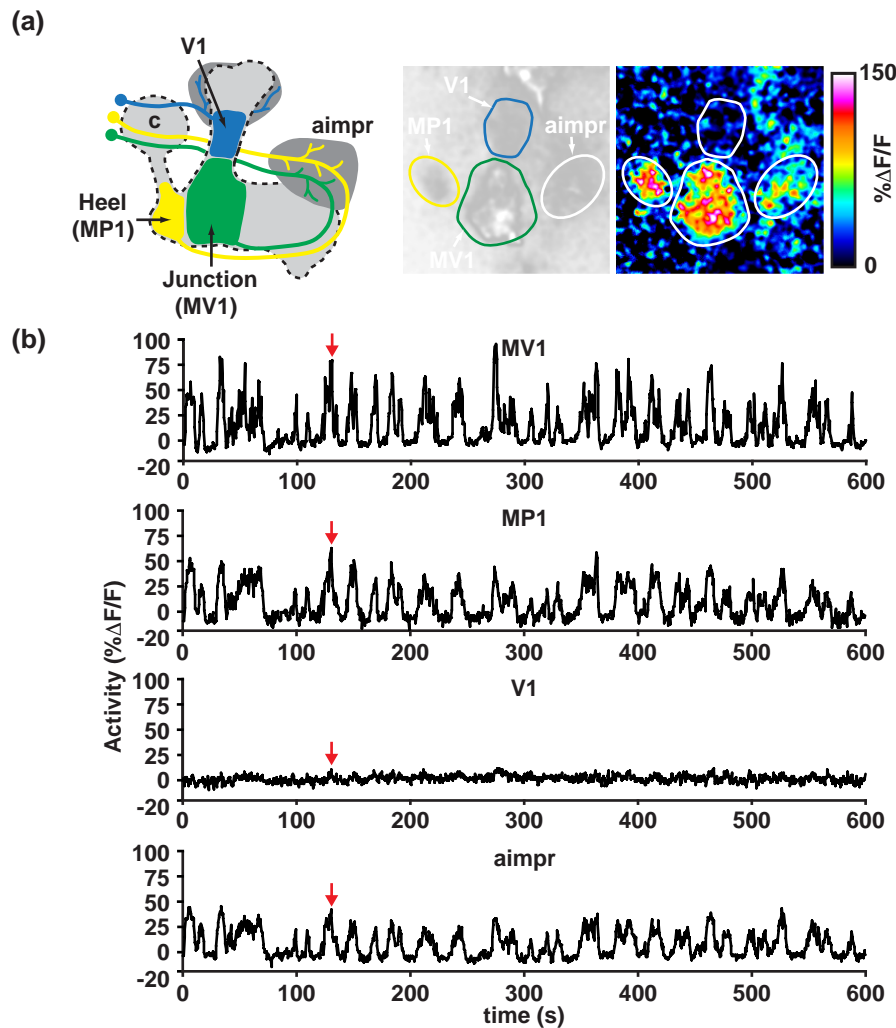 (a)
V1
c
aimpr
Heel
(MP1)
Junction
(MV1)
V1
MP1
aimpr
MV1
150
%ΔF/F
0
(b)
Activity (%ΔF/F)
MV1
100
75
50
25
0
-20
0 100 200 300 400 500 600
MP1
100
75
50
25
0
-20
0 100 200 300 400 500 600
V1
100
75
50
25
0
-20
0 100 200 300 400 500 600
aimpr
100
75
50
25
0
-20
0 100 200 300 400 500 600
time (s)